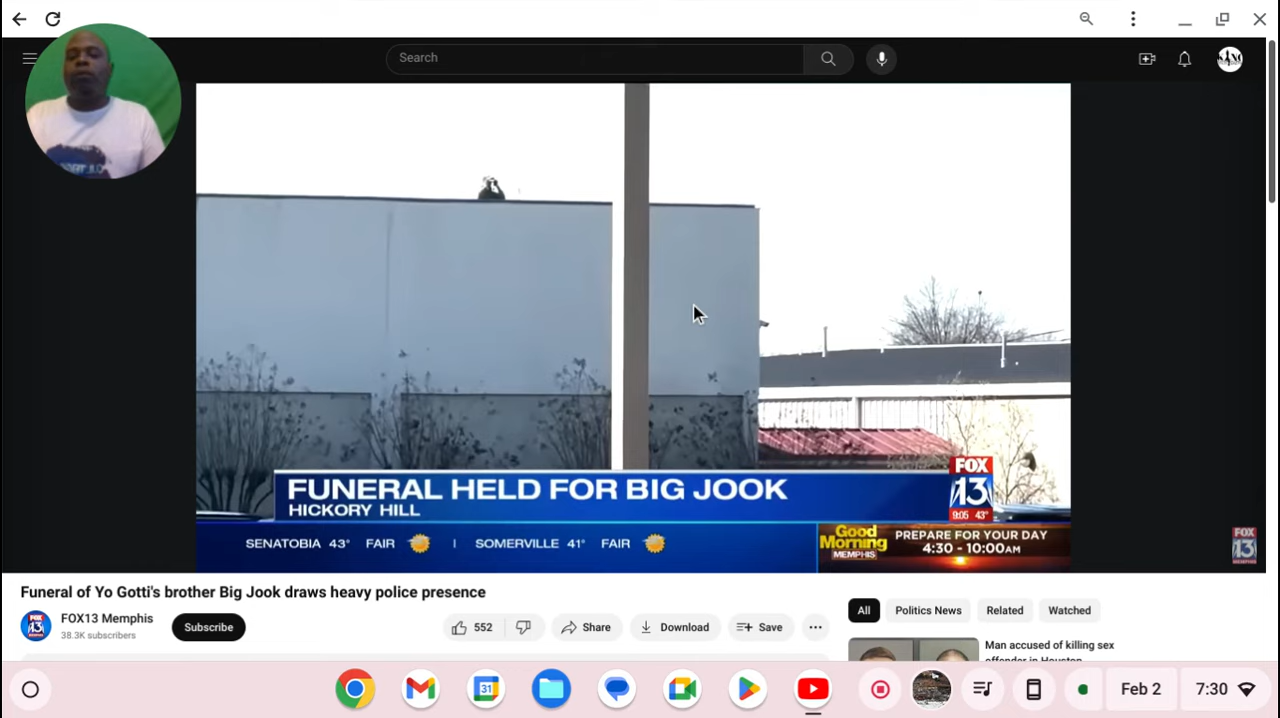 Search
FUNERAL HELD FOR BIG JOOK
HICKORY HILL
FOX
13
9:05 43°
SENATOBIA 43° FAIR | SOMERVILLE 41° FAIR
Good
Morning
MEMPHIS
PREPARE FOR YOUR DAY
4:30 - 10:00AM
FOX
13
Funeral of Yo Gotti's brother Big Jook draws heavy police presence
FOX13 Memphis
38.3K subscribers
Subscribe
552
Share
Download
Save
All
Politics News
Related
Watched
Man accused of killing sex
offender in Houston
31
Feb 2
7:30